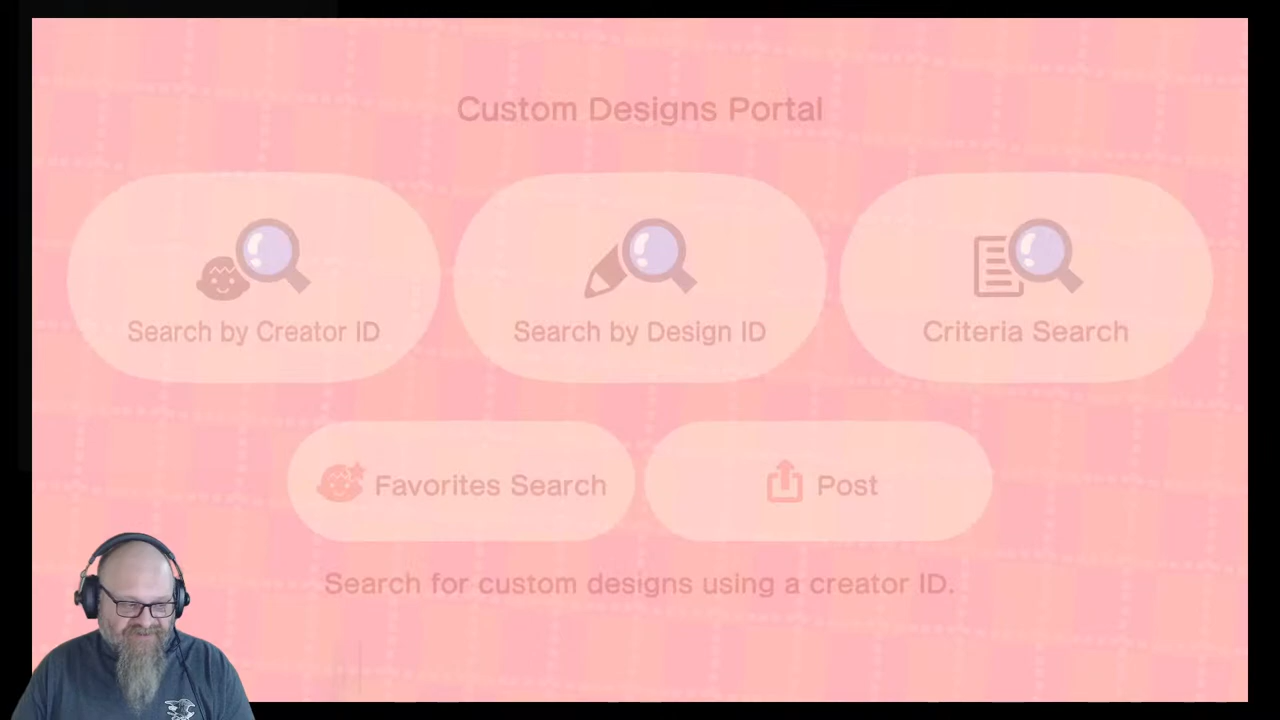 Custom Designs Portal
Search by Creator ID
Search by Design ID
Criteria Search
Favorites Search
Post
Search for custom designs using a creator ID.